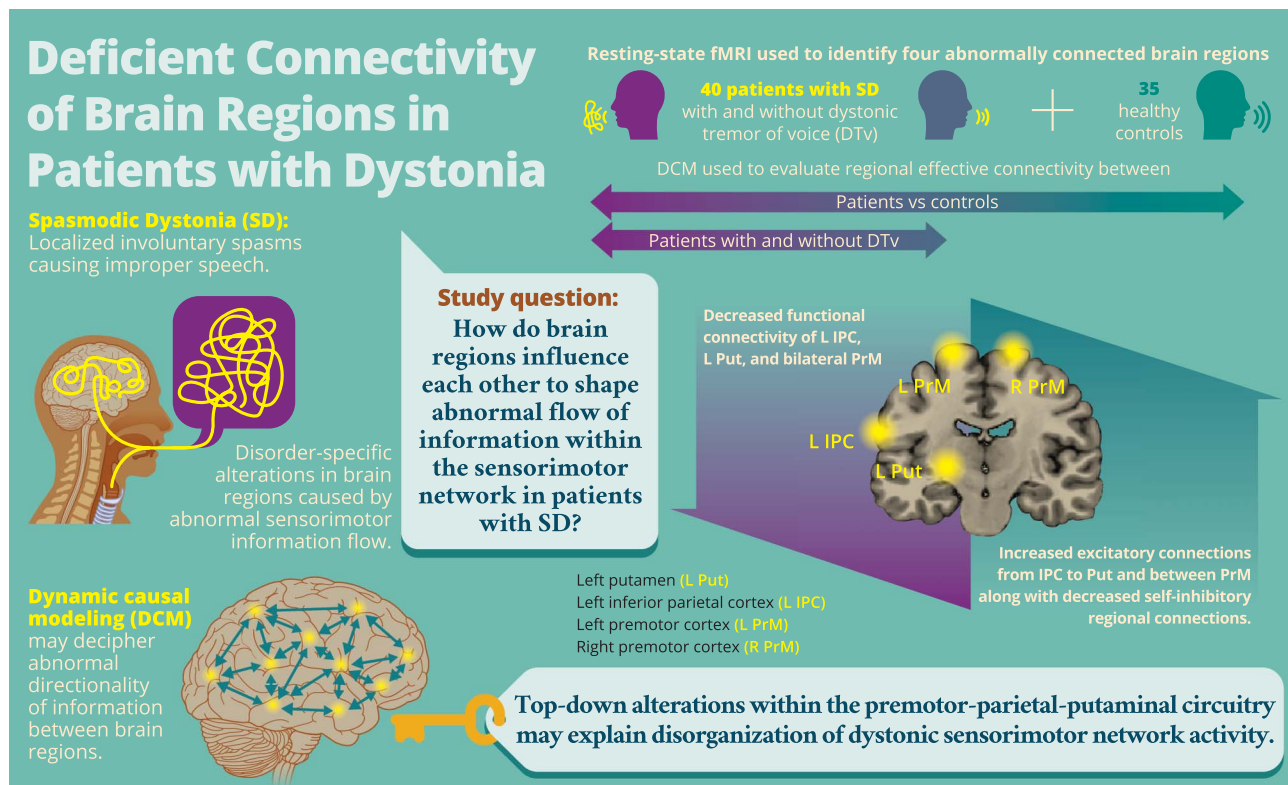 Deficient Connectivity
of Brain Regions in
Patients with Dystonia
Spasmodic Dystonia (SD):
Localized involuntary spasms
causing improper speech.
Disorder-specific
alterations in brain
regions caused by
abnormal sensorimotor
information flow.
Dynamic causal
modeling (DCM)
may decipher
abnormal
directionality
of information
between brain
regions.
Study question:
How do brain
regions influence
each other to shape
abnormal flow of
information within
the sensorimotor
network in patients
with SD?
Resting-state fMRI used to identify four abnormally connected brain regions
40 patients with SD
with and without dystonic
tremor of voice (DTv)
35
healthy
controls
DCM used to evaluate regional effective connectivity between
Patients vs controls
Patients with and without DTv
Decreased functional
connectivity of L IPC,
L Put, and bilateral PrM
L PrM
R PrM
L IPC
L Put
Increased excitatory connections
from IPC to Put and between PrM
along with decreased self-inhibitory
regional connections.
Left putamen (L Put)
Left inferior parietal cortex (L IPC)
Left premotor cortex (L PrM)
Right premotor cortex (R PrM)
Top-down alterations within the premotor-parietal-putaminal circuitry
may explain disorganization of dystonic sensorimotor network activity.